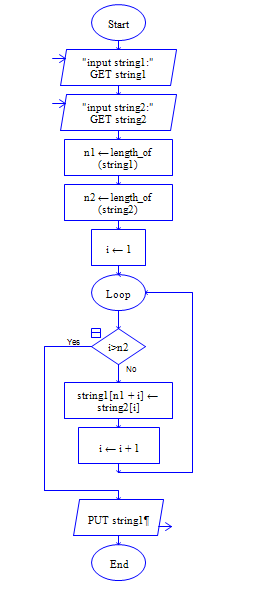 Start
"input string1:"
GET string1
"input string2:"
GET string2
n1 ← length_of
(string1)
n2 ← length_of
(string2)
i ← 1
Loop
Yes
i>n2
No
string1[n1 + i] ←
string2[i]
i ← i + 1
PUT string1¶
End